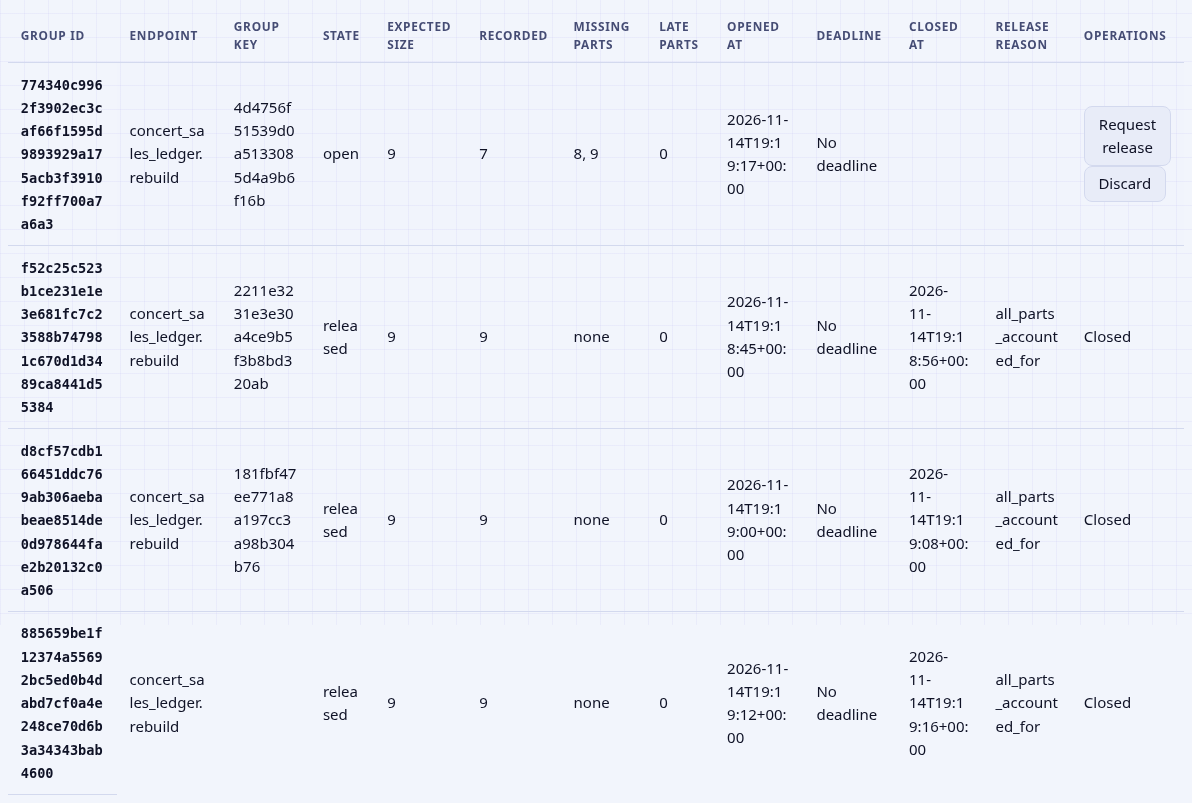 GROUP ID ENDPOINT GROUP KEY STATE EXPECTED SIZE RECORDED MISSING PARTS LATE PARTS OPENED AT DEADLINE CLOSED AT RELEASE REASON OPERATIONS
774340c996
2f3902ec3c
af66f1595d
9893929a17
5acb3f3910
f92ff700a7
a6a3
concert_sa
les_ledger.
rebuild
4d4756f
51539d0
a513308
5d4a9b6
f16b
open
9
7
8, 9
0
2026-11-
14T19:1
9:17+00:
00
No
deadline
Request
release
Discard
f52c25c523
b1ce231e1e
3e681fc7c2
3588b74798
1c670d1d34
89ca8441d5
5384
concert_sa
les_ledger.
rebuild
2211e32
31e3e30
a4ce9b5
f3b8bd3
20ab
relea
sed
9
9
none
0
2026-11-
14T19:1
8:45+00:
00
No
deadline
2026-
11-
14T19:1
8:56+00:
00
all_parts
_account
ed_for
Closed
d8cf57cdb1
66451ddc76
9ab306aeba
beae8514de
0d978644fa
e2b20132c0
a506
concert_sa
les_ledger.
rebuild
181fbf47
ee771a8
a197cc3
a98b304
b76
relea
sed
9
9
none
0
2026-11-
14T19:1
9:00+00:
00
No
deadline
2026-
11-
14T19:1
9:08+00:
00
all_parts
_account
ed_for
Closed
885659be1f
12374a5569
2bc5ed0b4d
abd7cf0a4e
248ce70d6b
3a34343bab
4600
concert_sa
les_ledger.
rebuild
relea
sed
9
9
none
0
2026-11-
14T19:1
9:12+00:
00
No
deadline
2026-
11-
14T19:1
9:16+00:
00
all_parts
_account
ed_for
Closed